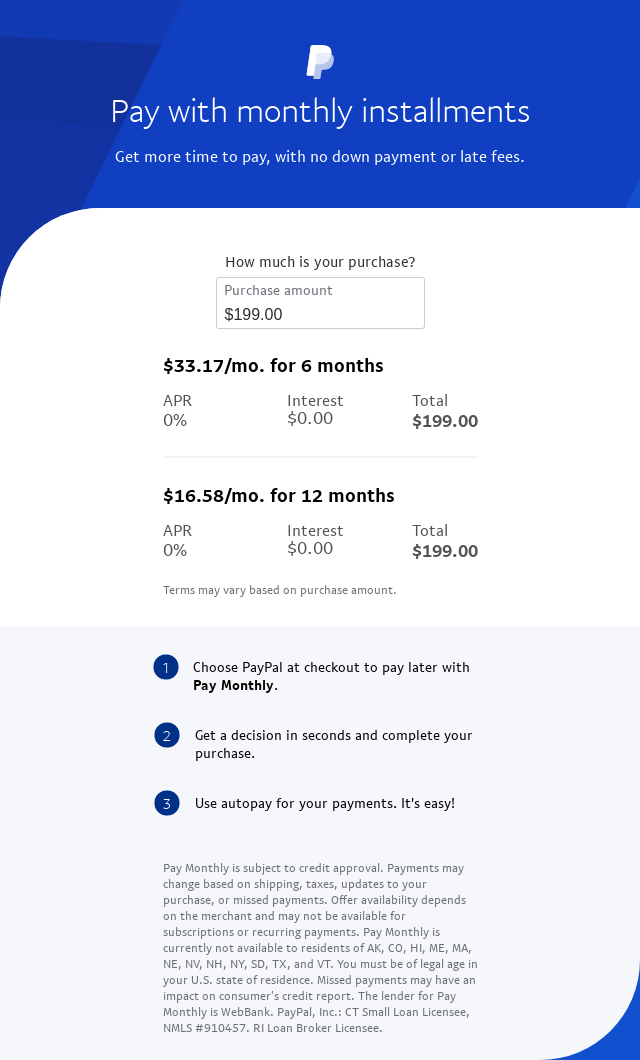 Pay with monthly installments
Get more time to pay, with no down payment or late fees.
How much is your purchase?
Purchase amount
$199.00
$33.17/mo. for 6 months
APR Interest Total
0% $0.00 $199.00
$16.58/mo. for 12 months
APR Interest Total
0% $0.00 $199.00
Terms may vary based on purchase amount.
1 Choose PayPal at checkout to pay later with
Pay Monthly.
2 Get a decision in seconds and complete your
purchase.
3 Use autopay for your payments. It's easy!
Pay Monthly is subject to credit approval. Payments may
change based on shipping, taxes, updates to your
purchase, or missed payments. Offer availability depends
on the merchant and may not be available for
subscriptions or recurring payments. Pay Monthly is
currently not available to residents of AK, CO, HI, ME, MA,
NE, NV, NH, NY, SD, TX, and VT. You must be of legal age in
your U.S. state of residence. Missed payments may have an
impact on consumer's credit report. The lender for Pay
Monthly is WebBank. PayPal, Inc.: CT Small Loan Licensee,
NMLS #910457. RI Loan Broker Licensee.